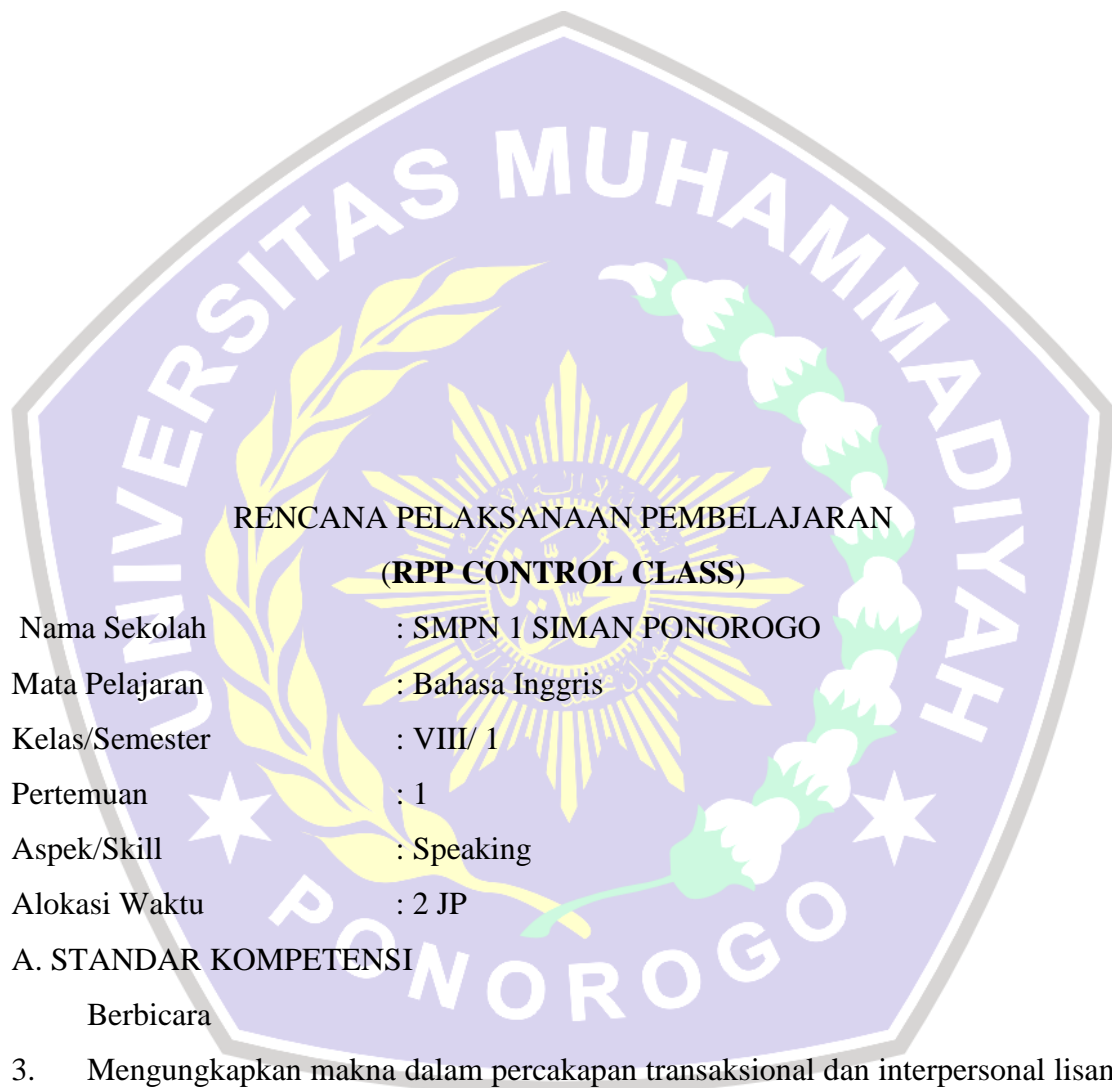 UNIVERSITAS MUHAMMADIYAH
PONOROGO
RENCANA PELAKSANAAN PEMBELAJARAN
(RPP CONTROL CLASS)
Nama Sekolah : SMPN 1 SIMAN PONOROGO
Mata Pelajaran : Bahasa Inggris
Kelas/Semester : VIII/ 1
Pertemuan : 1
Aspek/Skill : Speaking
Alokasi Waktu : 2 JP
A. STANDAR KOMPETENSI
Berbicara
3. Mengungkapkan makna dalam percakapan transaksional dan interpersonal lisan